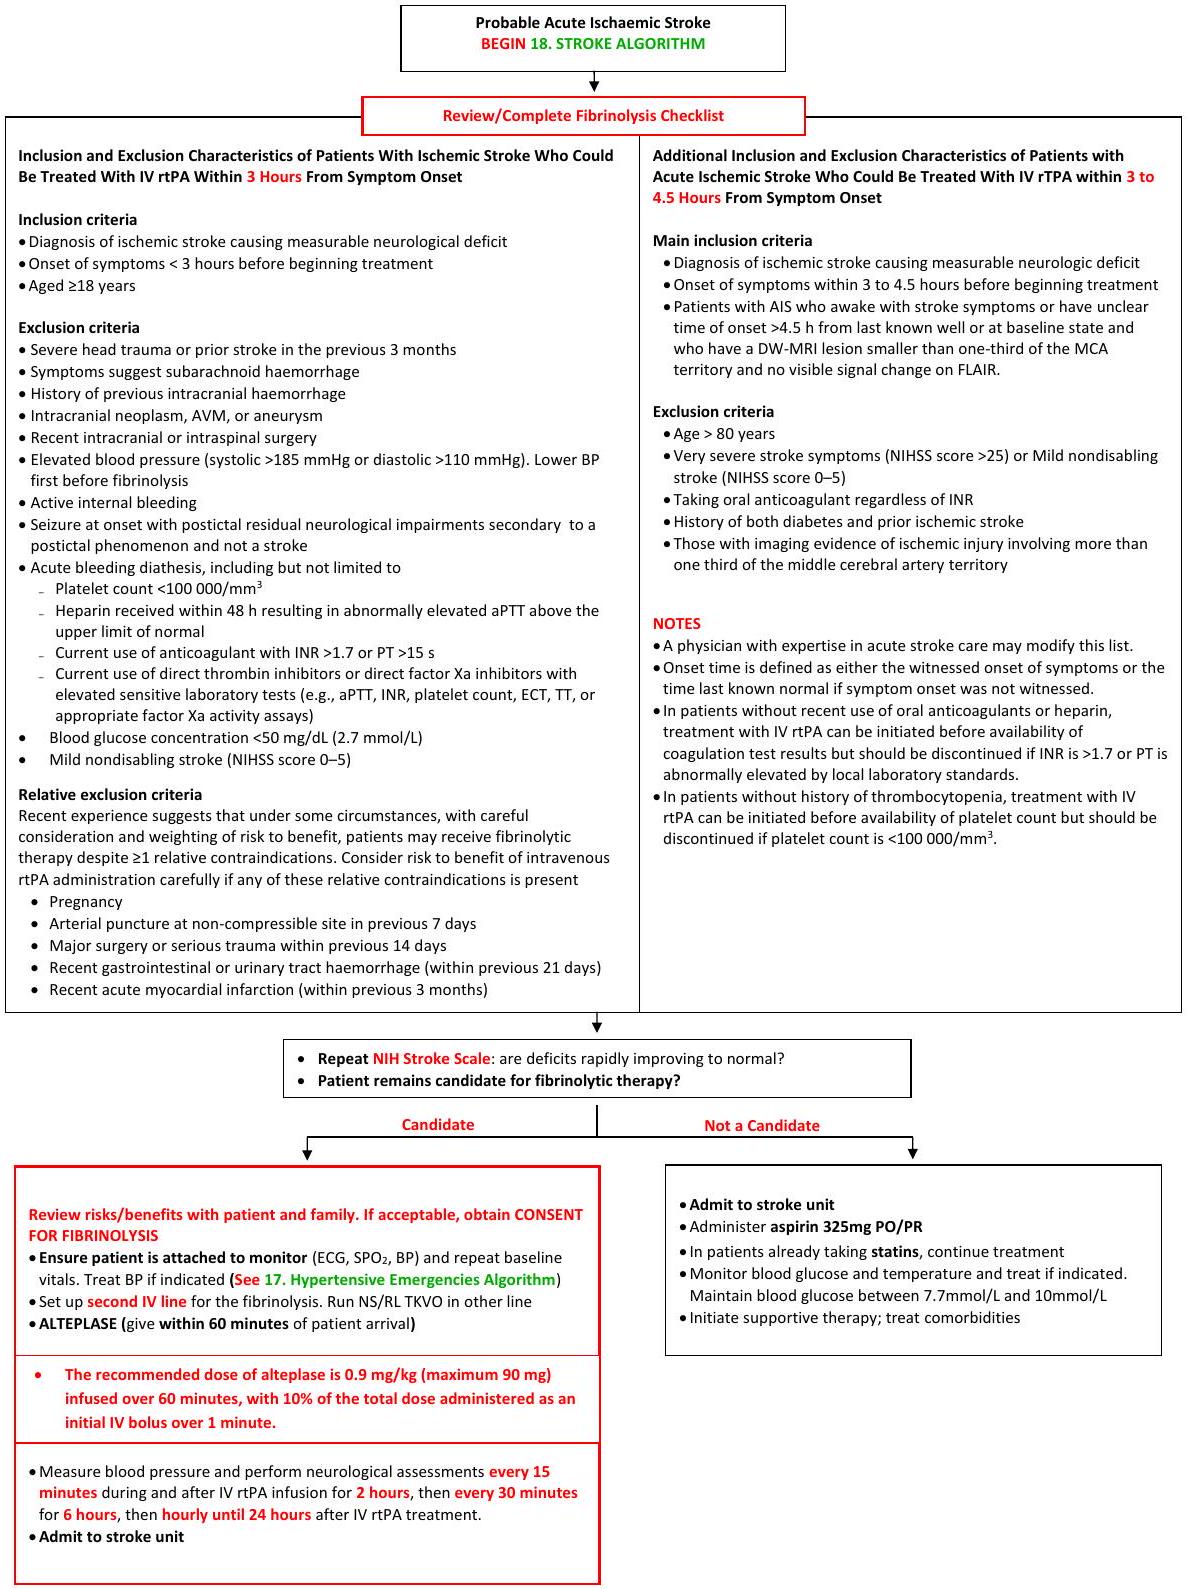 Probable Acute Ischaemic Stroke
BEGIN 18. STROKE ALGORITHM
Review/Complete Fibrinolysis Checklist
Inclusion and Exclusion Characteristics of Patients With Ischemic Stroke Who Could
Be Treated With IV rtPA Within 3 Hours From Symptom Onset
Inclusion criteria
• Diagnosis of ischemic stroke causing measurable neurological deficit
• Onset of symptoms < 3 hours before beginning treatment
• Aged ≥18 years
Exclusion criteria
• Severe head trauma or prior stroke in the previous 3 months
• Symptoms suggest subarachnoid haemorrhage
• History of previous intracranial haemorrhage
• Intracranial neoplasm, AVM, or aneurysm
• Recent intracranial or intraspinal surgery
• Elevated blood pressure (systolic >185 mmHg or diastolic >110 mmHg). Lower BP
first before fibrinolysis
• Active internal bleeding
• Seizure at onset with postictal residual neurological impairments secondary to a
postictal phenomenon and not a stroke
• Acute bleeding diathesis, including but not limited to
– Platelet count <100 000/mm³
– Heparin received within 48 h resulting in abnormally elevated aPTT above the
upper limit of normal
– Current use of anticoagulant with INR >1.7 or PT >15 s
– Current use of direct thrombin inhibitors or direct factor Xa inhibitors with
elevated sensitive laboratory tests (e.g., aPTT, INR, platelet count, ECT, TT, or
appropriate factor Xa activity assays)
• Blood glucose concentration <50 mg/dL (2.7 mmol/L)
• Mild nondisabling stroke (NIHSS score 0–5)
Relative exclusion criteria
Recent experience suggests that under some circumstances, with careful
consideration and weighting of risk to benefit, patients may receive fibrinolytic
therapy despite ≥1 relative contraindications. Consider risk to benefit of intravenous
rtPA administration carefully if any of these relative contraindications is present
• Pregnancy
• Arterial puncture at non-compressible site in previous 7 days
• Major surgery or serious trauma within previous 14 days
• Recent gastrointestinal or urinary tract haemorrhage (within previous 21 days)
• Recent acute myocardial infarction (within previous 3 months)
Additional Inclusion and Exclusion Characteristics of Patients with
Acute Ischemic Stroke Who Could Be Treated With IV rTPA within 3 to
4.5 Hours From Symptom Onset
Main inclusion criteria
• Diagnosis of ischemic stroke causing measurable neurologic deficit
• Onset of symptoms within 3 to 4.5 hours before beginning treatment
• Patients with AIS who awake with stroke symptoms or have unclear
time of onset >4.5 h from last known well or at baseline state and
who have a DW-MRI lesion smaller than one-third of the MCA
territory and no visible signal change on FLAIR.
Exclusion criteria
• Age > 80 years
• Very severe stroke symptoms (NIHSS score >25) or Mild nondisabling
stroke (NIHSS score 0–5)
• Taking oral anticoagulant regardless of INR
• History of both diabetes and prior ischemic stroke
• Those with imaging evidence of ischemic injury involving more than
one third of the middle cerebral artery territory
NOTES
• A physician with expertise in acute stroke care may modify this list.
• Onset time is defined as either the witnessed onset of symptoms or the
time last known normal if symptom onset was not witnessed.
• In patients without recent use of oral anticoagulants or heparin,
treatment with IV rtPA can be initiated before availability of
coagulation test results but should be discontinued if INR is >1.7 or PT is
abnormally elevated by local laboratory standards.
• In patients without history of thrombocytopenia, treatment with IV
rtPA can be initiated before availability of platelet count but should be
discontinued if platelet count is <100 000/mm³.
• Repeat NIH Stroke Scale: are deficits rapidly improving to normal?
• Patient remains candidate for fibrinolytic therapy?
Candidate
Not a Candidate
Review risks/benefits with patient and family. If acceptable, obtain CONSENT
FOR FIBRINOLYSIS
• Ensure patient is attached to monitor (ECG, SPO₂, BP) and repeat baseline
vitals. Treat BP if indicated (See 17. Hypertensive Emergencies Algorithm)
• Set up second IV line for the fibrinolysis. Run NS/RL TKVO in other line
• ALTEPLASE (give within 60 minutes of patient arrival)
• The recommended dose of alteplase is 0.9 mg/kg (maximum 90 mg)
infused over 60 minutes, with 10% of the total dose administered as an
initial IV bolus over 1 minute.
• Measure blood pressure and perform neurological assessments every 15
minutes during and after IV rtPA infusion for 2 hours, then every 30 minutes
for 6 hours, then hourly until 24 hours after IV rtPA treatment.
• Admit to stroke unit
• Admit to stroke unit
• Administer aspirin 325mg PO/PR
• In patients already taking statins, continue treatment
• Monitor blood glucose and temperature and treat if indicated.
Maintain blood glucose between 7.7mmol/L and 10mmol/L
• Initiate supportive therapy; treat comorbidities